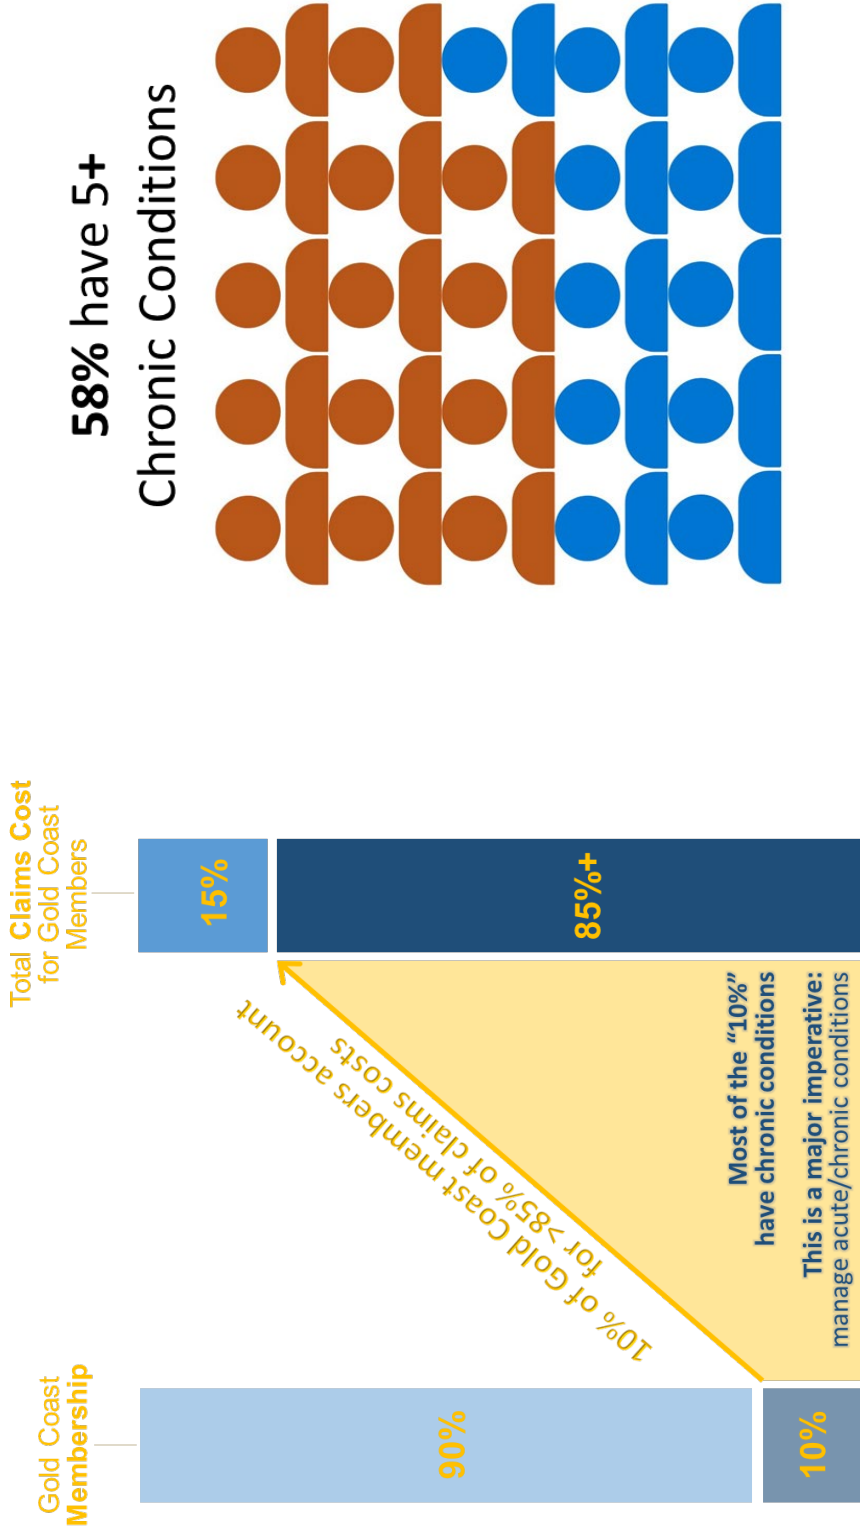 Gold Coast
Membership
90%
10%
10% of Gold Coast members account
for >85% of claims costs
Total Claims Cost
for Gold Coast
Members
15%
85%+
Most of the “10%”
have chronic conditions
This is a major imperative:
manage acute/chronic conditions
58% have 5+
Chronic Conditions